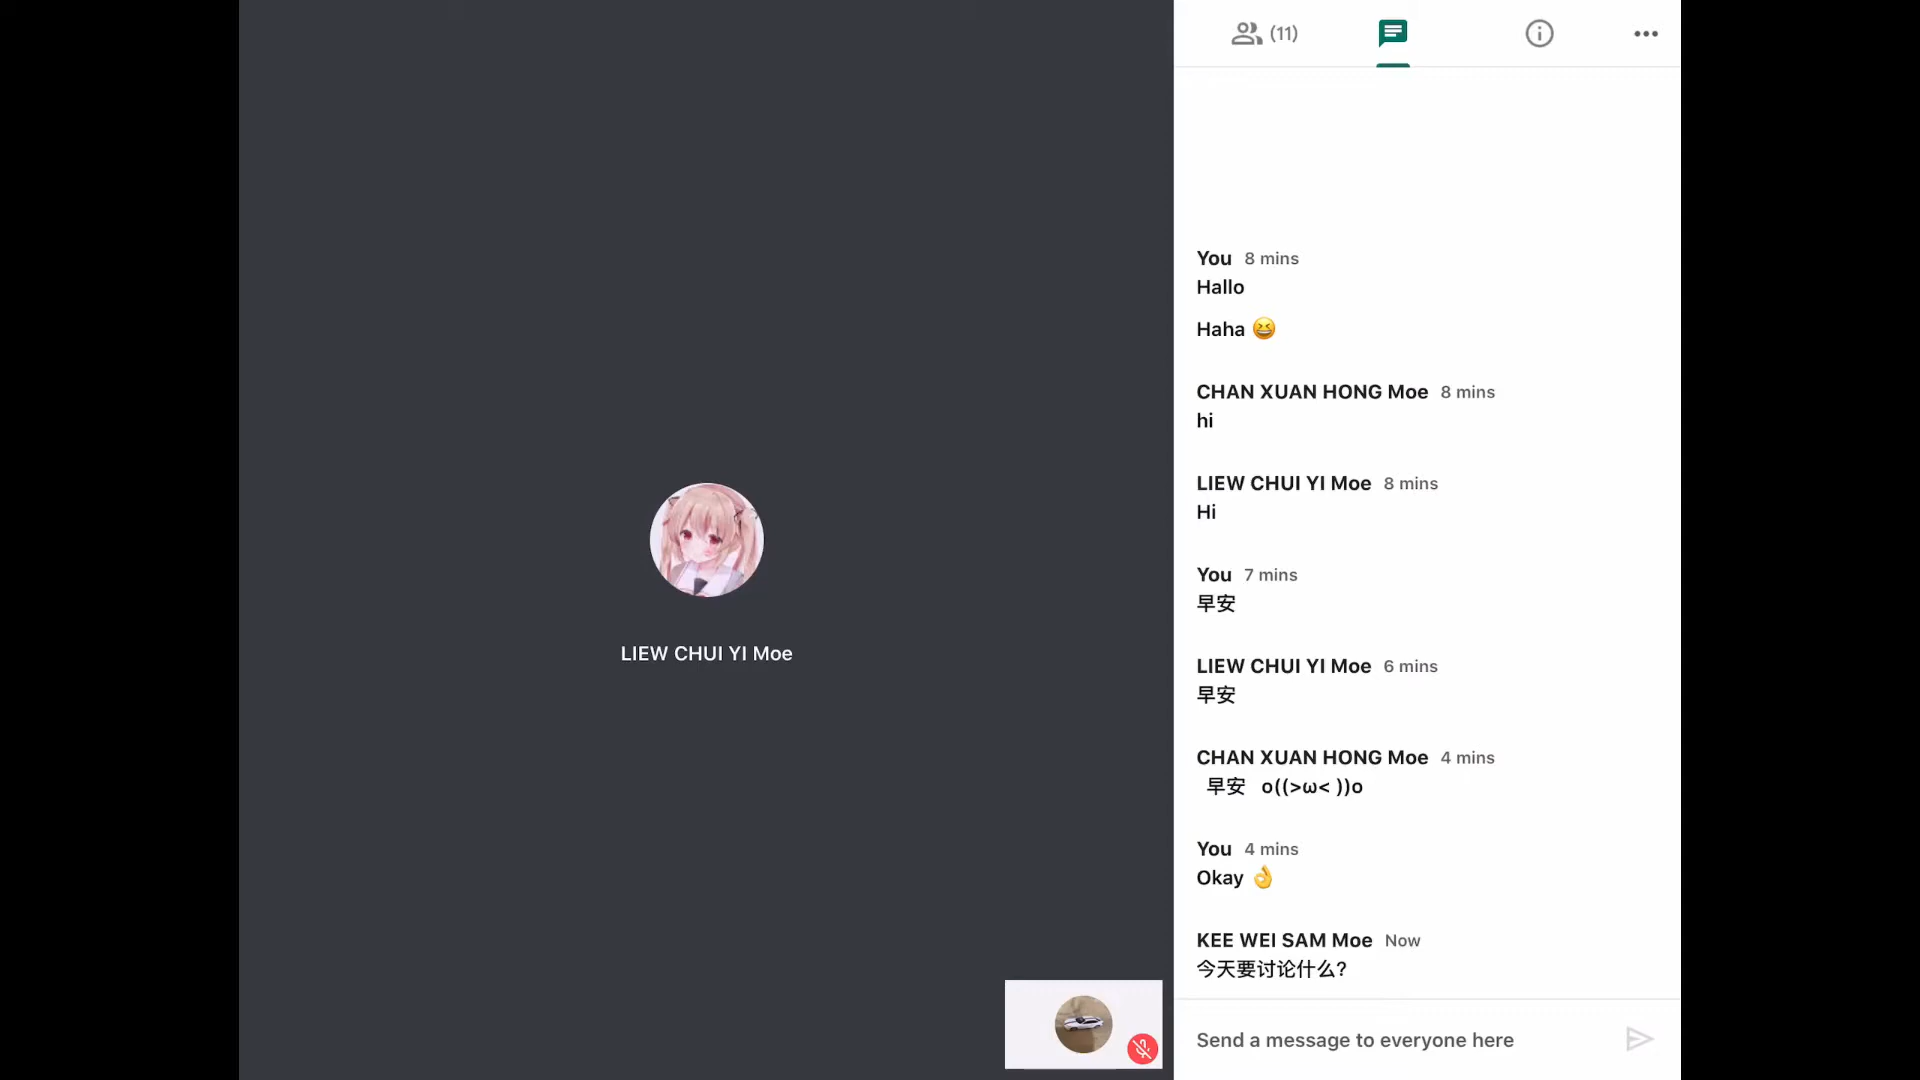 (11)
You 8 mins
Hallo
Haha 😆
CHAN XUAN HONG Moe 8 mins
hi
LIEW CHUI YI Moe 8 mins
Hi
You 7 mins
早安
LIEW CHUI YI Moe 6 mins
早安
CHAN XUAN HONG Moe 4 mins
早安 o((>ω< ))o
You 4 mins
Okay 👌
KEE WEI SAM Moe Now
今天要讨论什么?
Send a message to everyone here
LIEW CHUI YI Moe